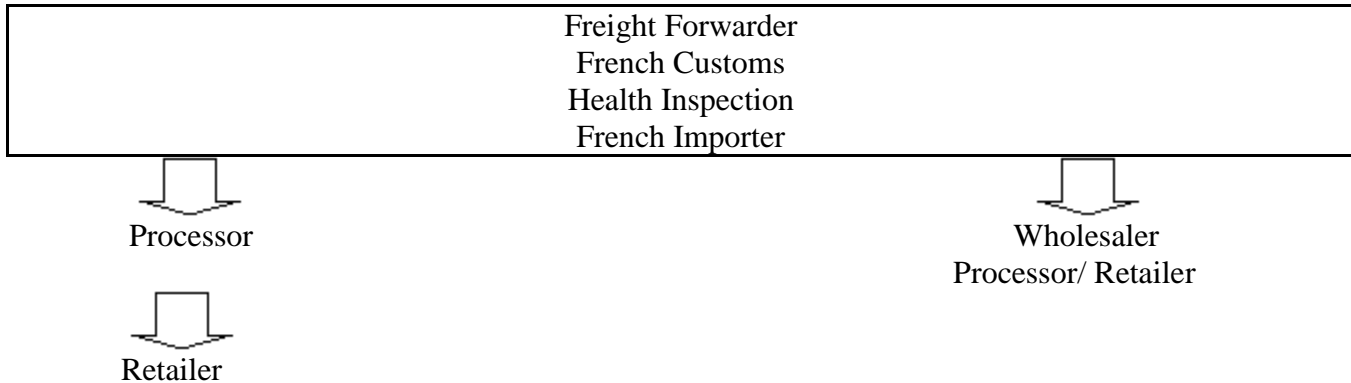 Freight Forwarder
French Customs
Health Inspection
French Importer
Processor
Retailer
Wholesaler
Processor/ Retailer